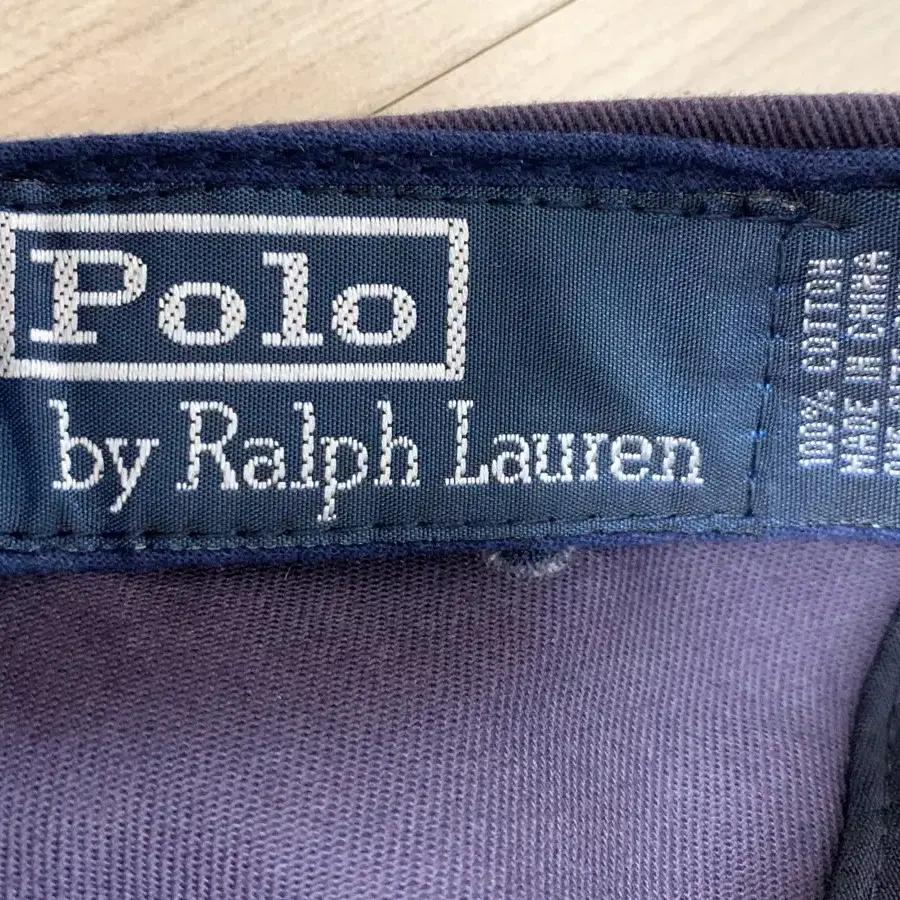 Polo
by Ralph Lauren
100% COTTON
MADE IN CHINA